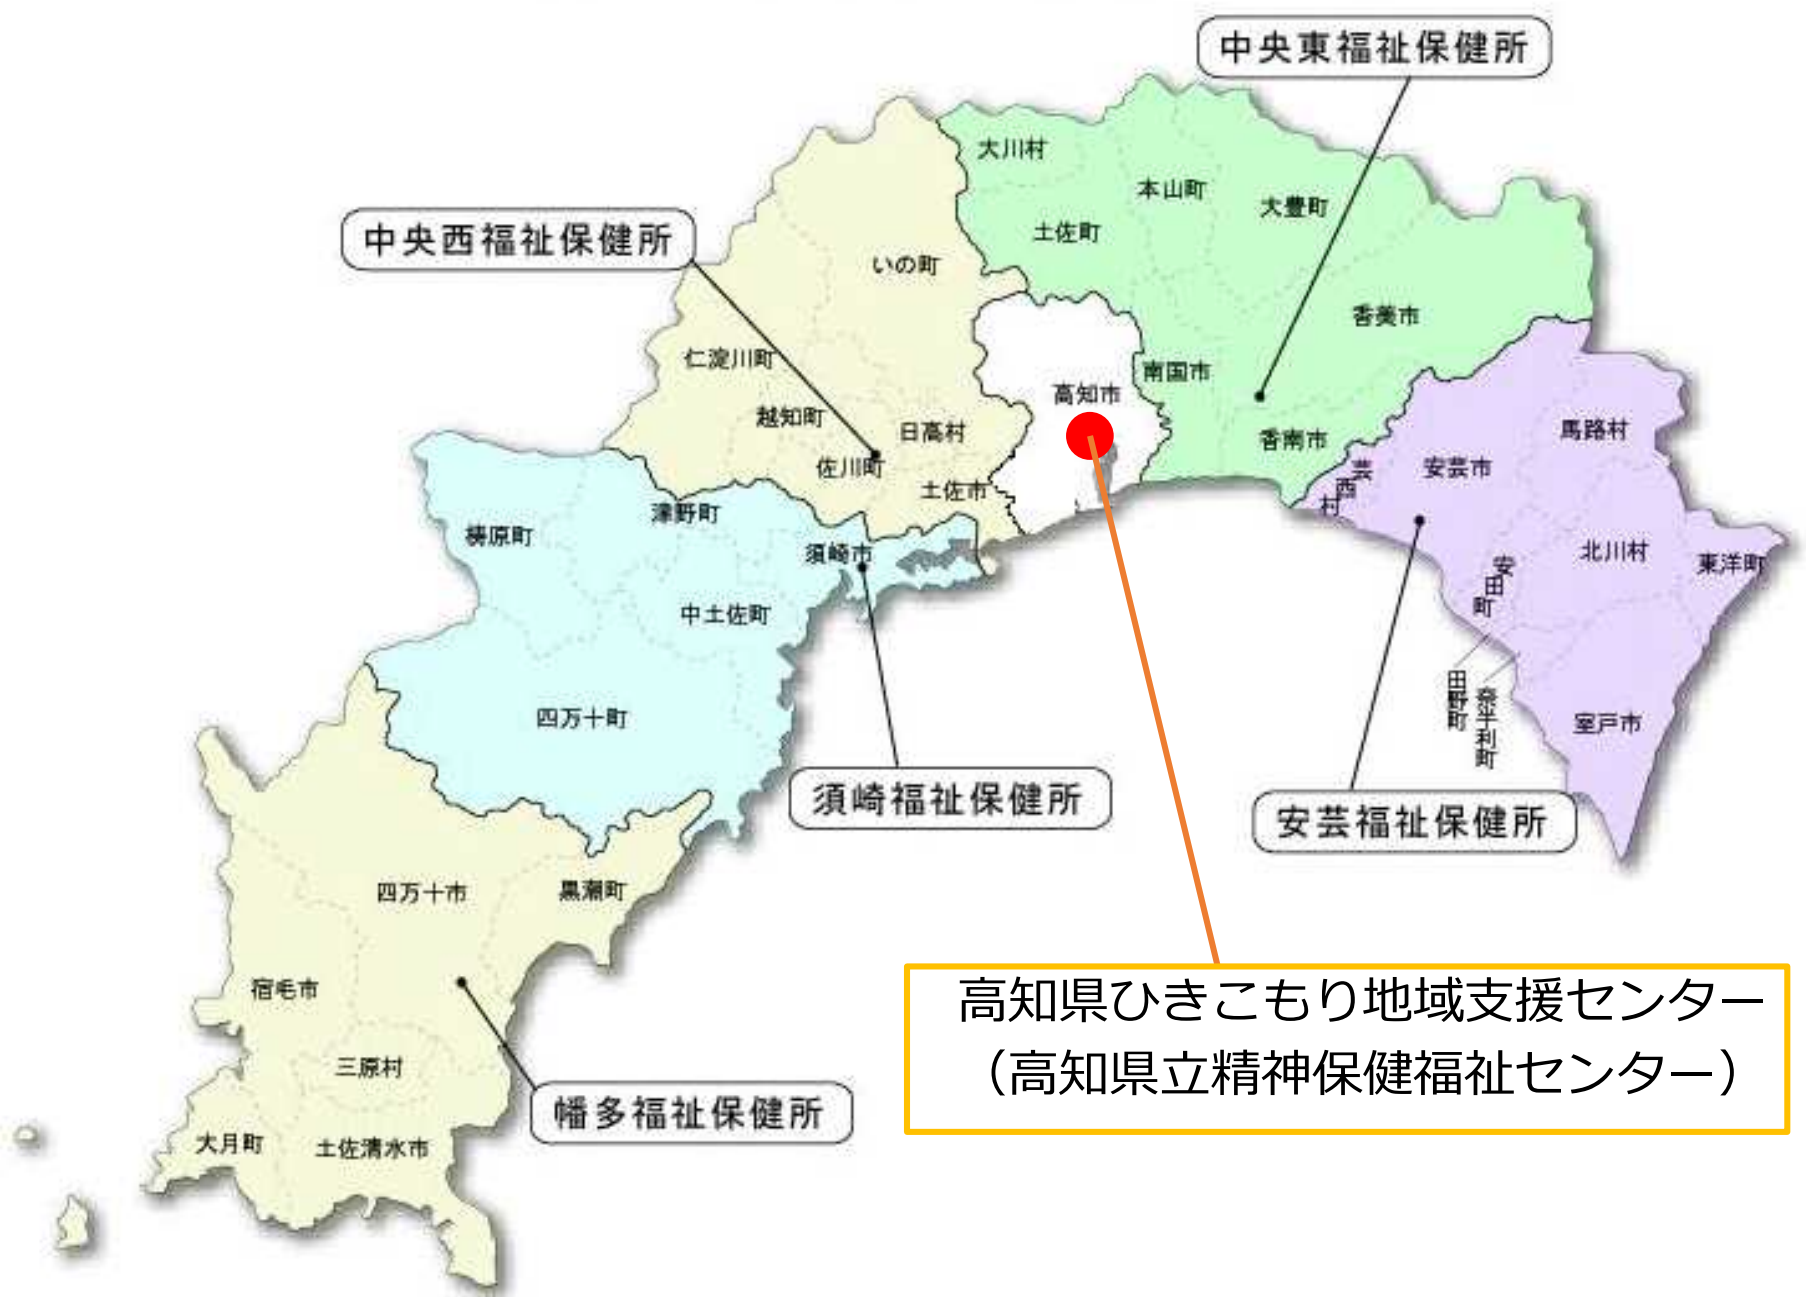 中央東福祉保健所
大川村
本山町
大豊町
土佐町
中央西福祉保健所
いの町
香美市
仁淀川町
南国市
高知市
越知町
日高村
香南市
馬路村
佐川町
安芸市
芸西村
土佐市
津野町
梼原町
須崎市
北川村
東洋町
安田町
中土佐町
田野町
奈半利町
四万十町
室戸市
須崎福祉保健所
安芸福祉保健所
四万十市
黒潮町
宿毛市
高知県ひきこもり地域支援センター
（高知県立精神保健福祉センター）
三原村
幡多福祉保健所
大月町
土佐清水市